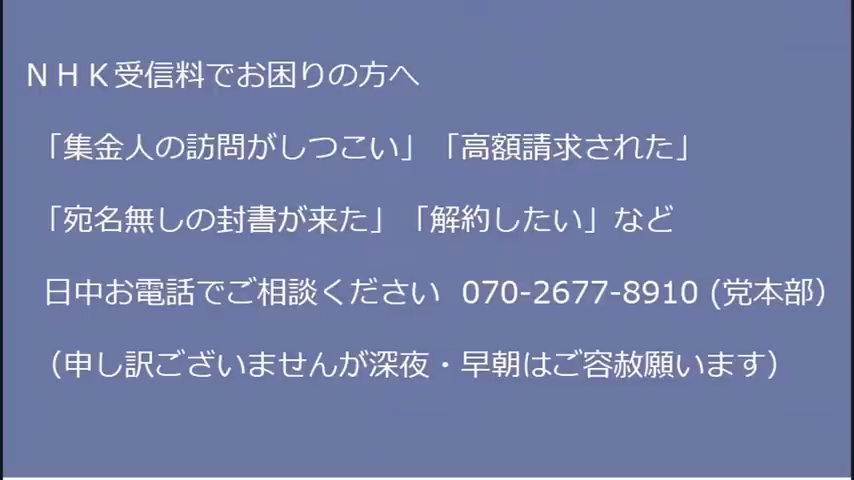 ＮＨＫ受信料でお困りの方へ
「集金人の訪問がしつこい」「高額請求された」
「宛名無しの封書が来た」「解約したい」など
日中お電話でご相談ください 070-2677-8910 (党本部）
（申し訳ございませんが深夜・早朝はご容赦願います）